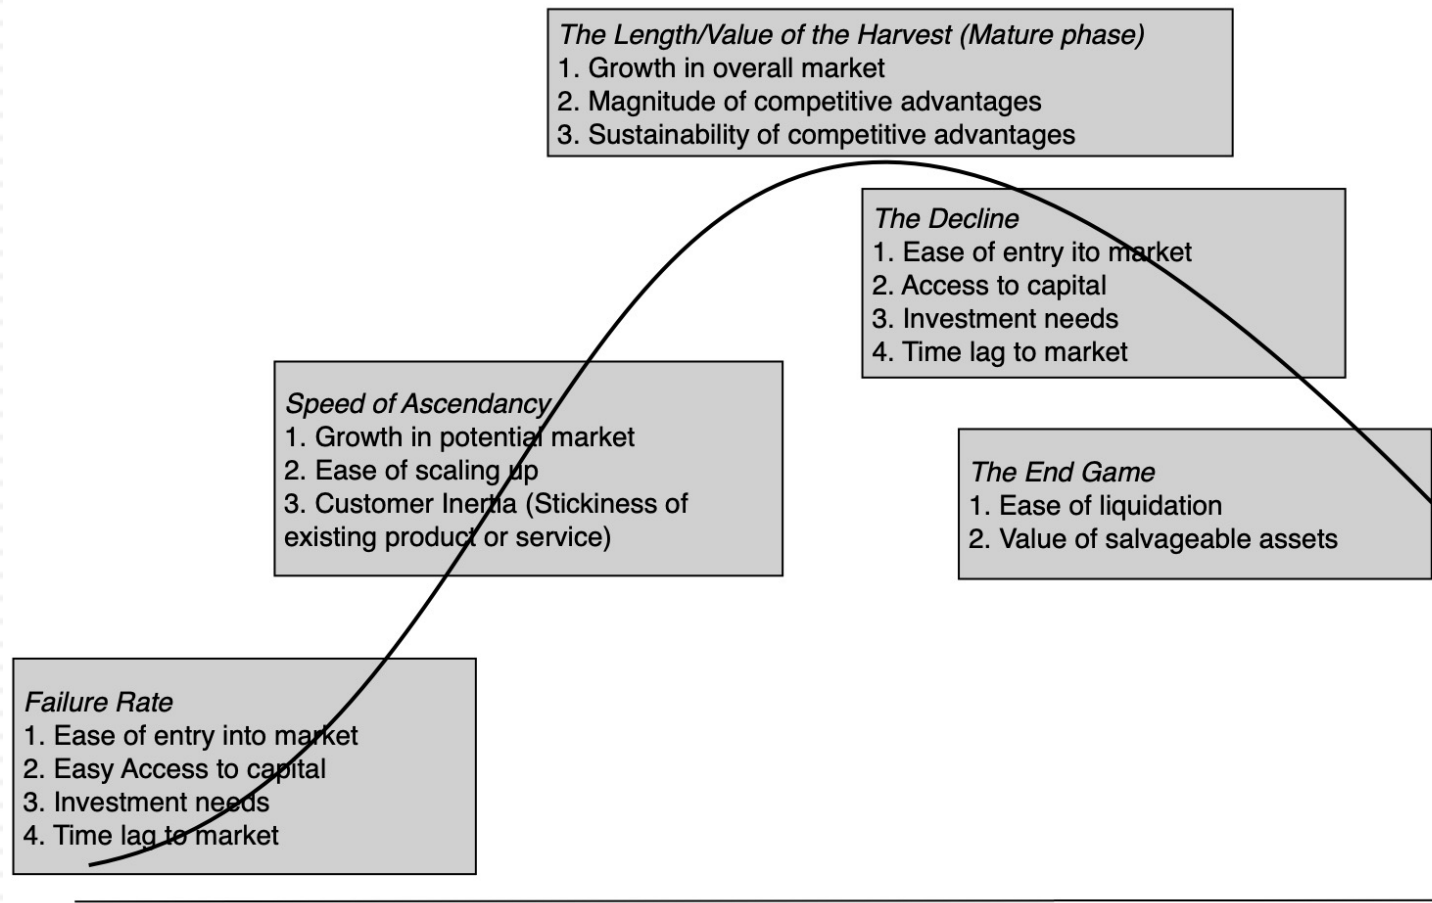 The Length/Value of the Harvest (Mature phase)
1. Growth in overall market
2. Magnitude of competitive advantages
3. Sustainability of competitive advantages
The Decline
1. Ease of entry ito market
2. Access to capital
3. Investment needs
4. Time lag to market
Speed of Ascendancy
1. Growth in potential market
2. Ease of scaling up
3. Customer Inertia (Stickiness of
existing product or service)
The End Game
1. Ease of liquidation
2. Value of salvageable assets
Failure Rate
1. Ease of entry into market
2. Easy Access to capital
3. Investment needs
4. Time lag to market